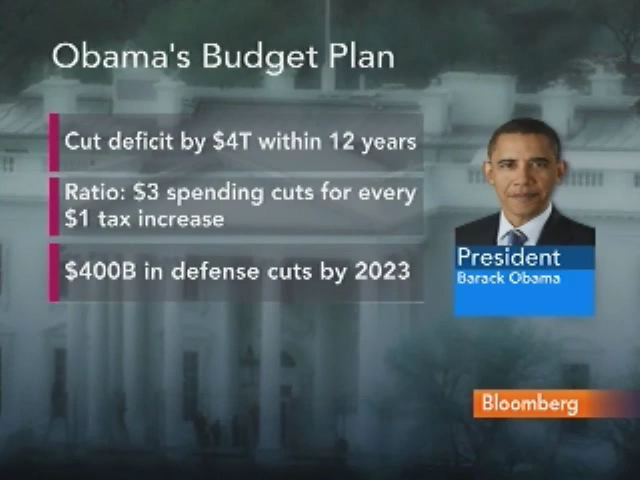 Obama's Budget Plan
Cut deficit by $4T within 12 years
Ratio: $3 spending cuts for every
$1 tax increase
$400B in defense cuts by 2023
President
Barack Obama
Bloomberg